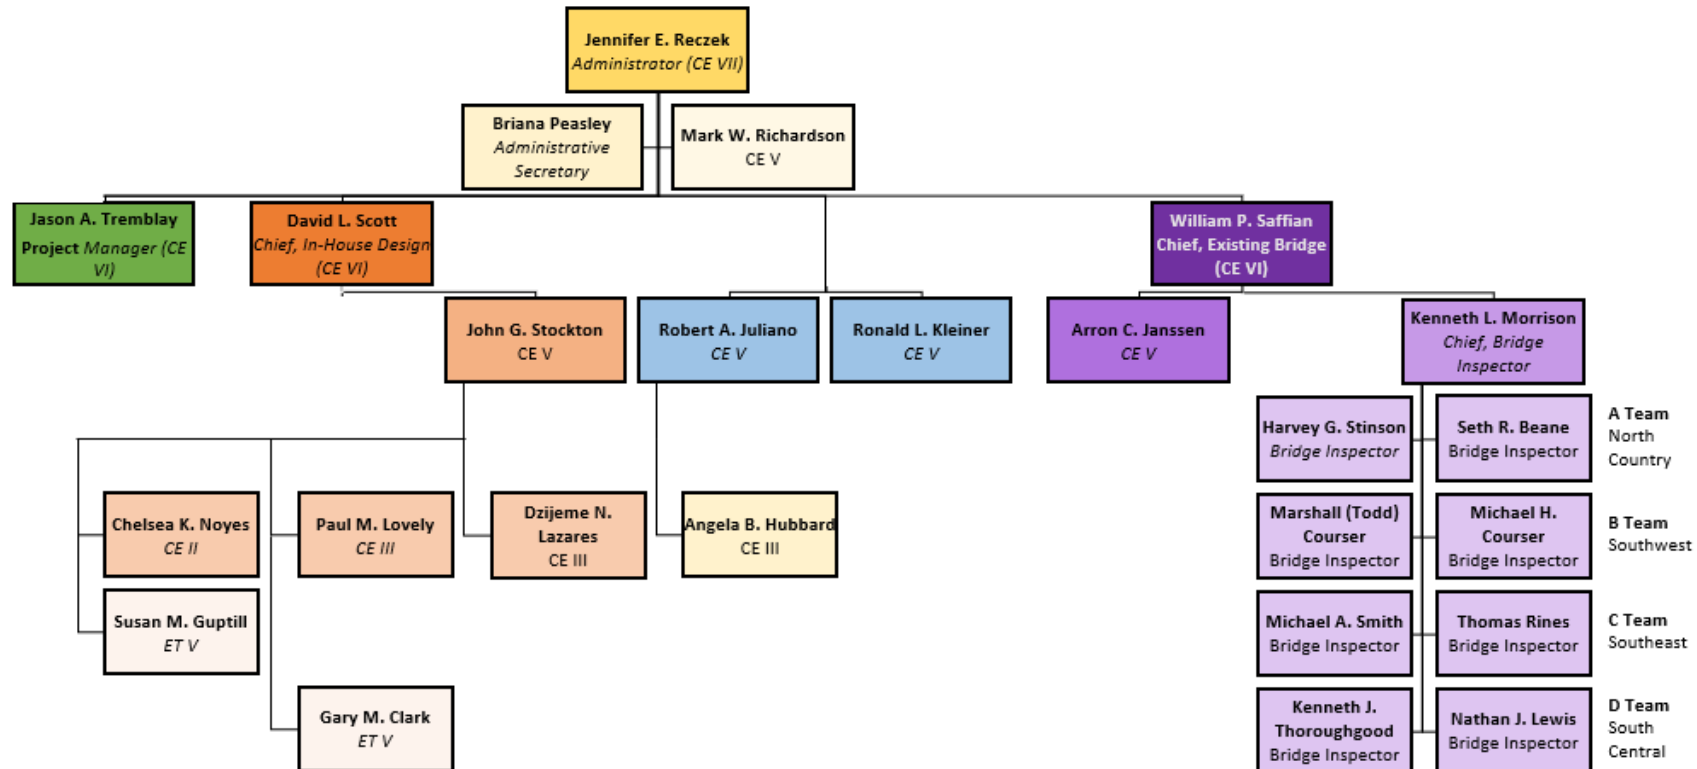 Jennifer E. Reczek
Administrator (CE VII)
Briana Peasley
Administrative
Secretary
Mark W. Richardson
CE V
Jason A. Tremblay
Project Manager (CE
VI)
David L. Scott
Chief, In-House Design
(CE VI)
William P. Saffian
Chief, Existing Bridge
(CE VI)
John G. Stockton
CE V
Robert A. Juliano
CE V
Ronald L. Kleiner
CE V
Arron C. Janssen
CE V
Kenneth L. Morrison
Chief, Bridge
Inspector
Harvey G. Stinson
Bridge Inspector
Seth R. Beane
Bridge Inspector
A Team
North
Country
Chelsea K. Noyes
CE II
Paul M. Lovely
CE III
Dzijeme N.
Lazares
CE III
Angela B. Hubbard
CE III
Marshall (Todd)
Courser
Bridge Inspector
Michael H.
Courser
Bridge Inspector
B Team
Southwest
Susan M. Guptill
ET V
Michael A. Smith
Bridge Inspector
Thomas Rines
Bridge Inspector
C Team
Southeast
Gary M. Clark
ET V
Kenneth J.
Thoroughgood
Bridge Inspector
Nathan J. Lewis
Bridge Inspector
D Team
South
Central